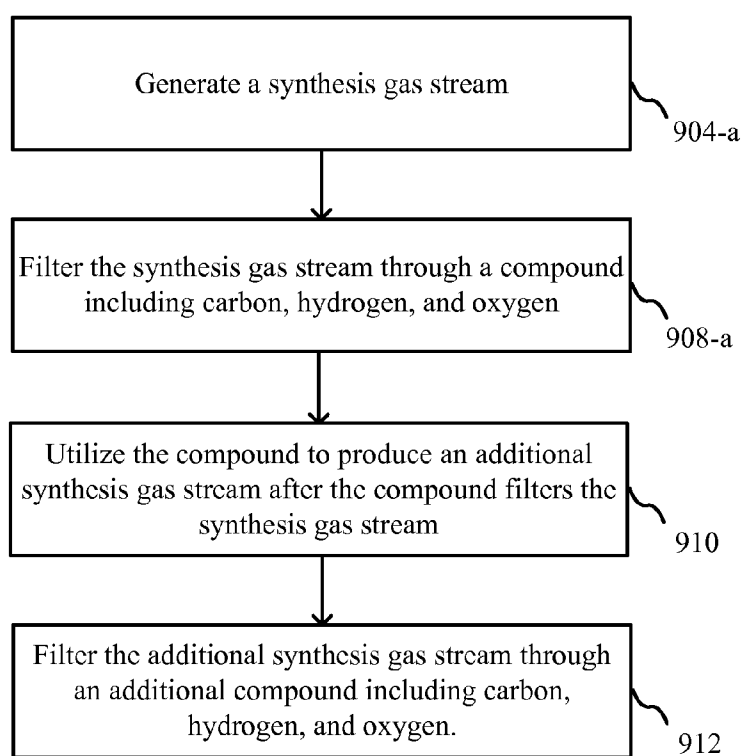 Generate a synthesis gas stream
904-a
Filter the synthesis gas stream through a compound
including carbon, hydrogen, and oxygen
908-a
Utilize the compound to produce an additional
synthesis gas stream after the compound filters the
synthesis gas stream
910
Filter the additional synthesis gas stream through
an additional compound including carbon,
hydrogen, and oxygen.
912